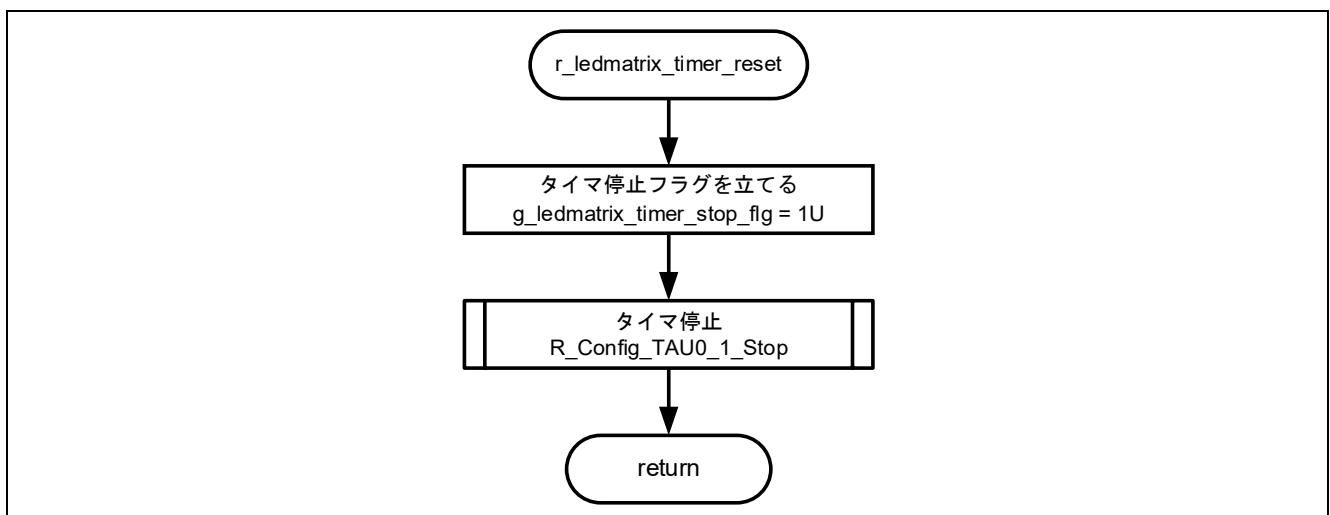 r_ledmatrix_timer_reset
タイマ停止フラグを立てる
g_ledmatrix_timer_stop_flg = 1U
タイマ停止
R_Config_TAU0_1_Stop
return